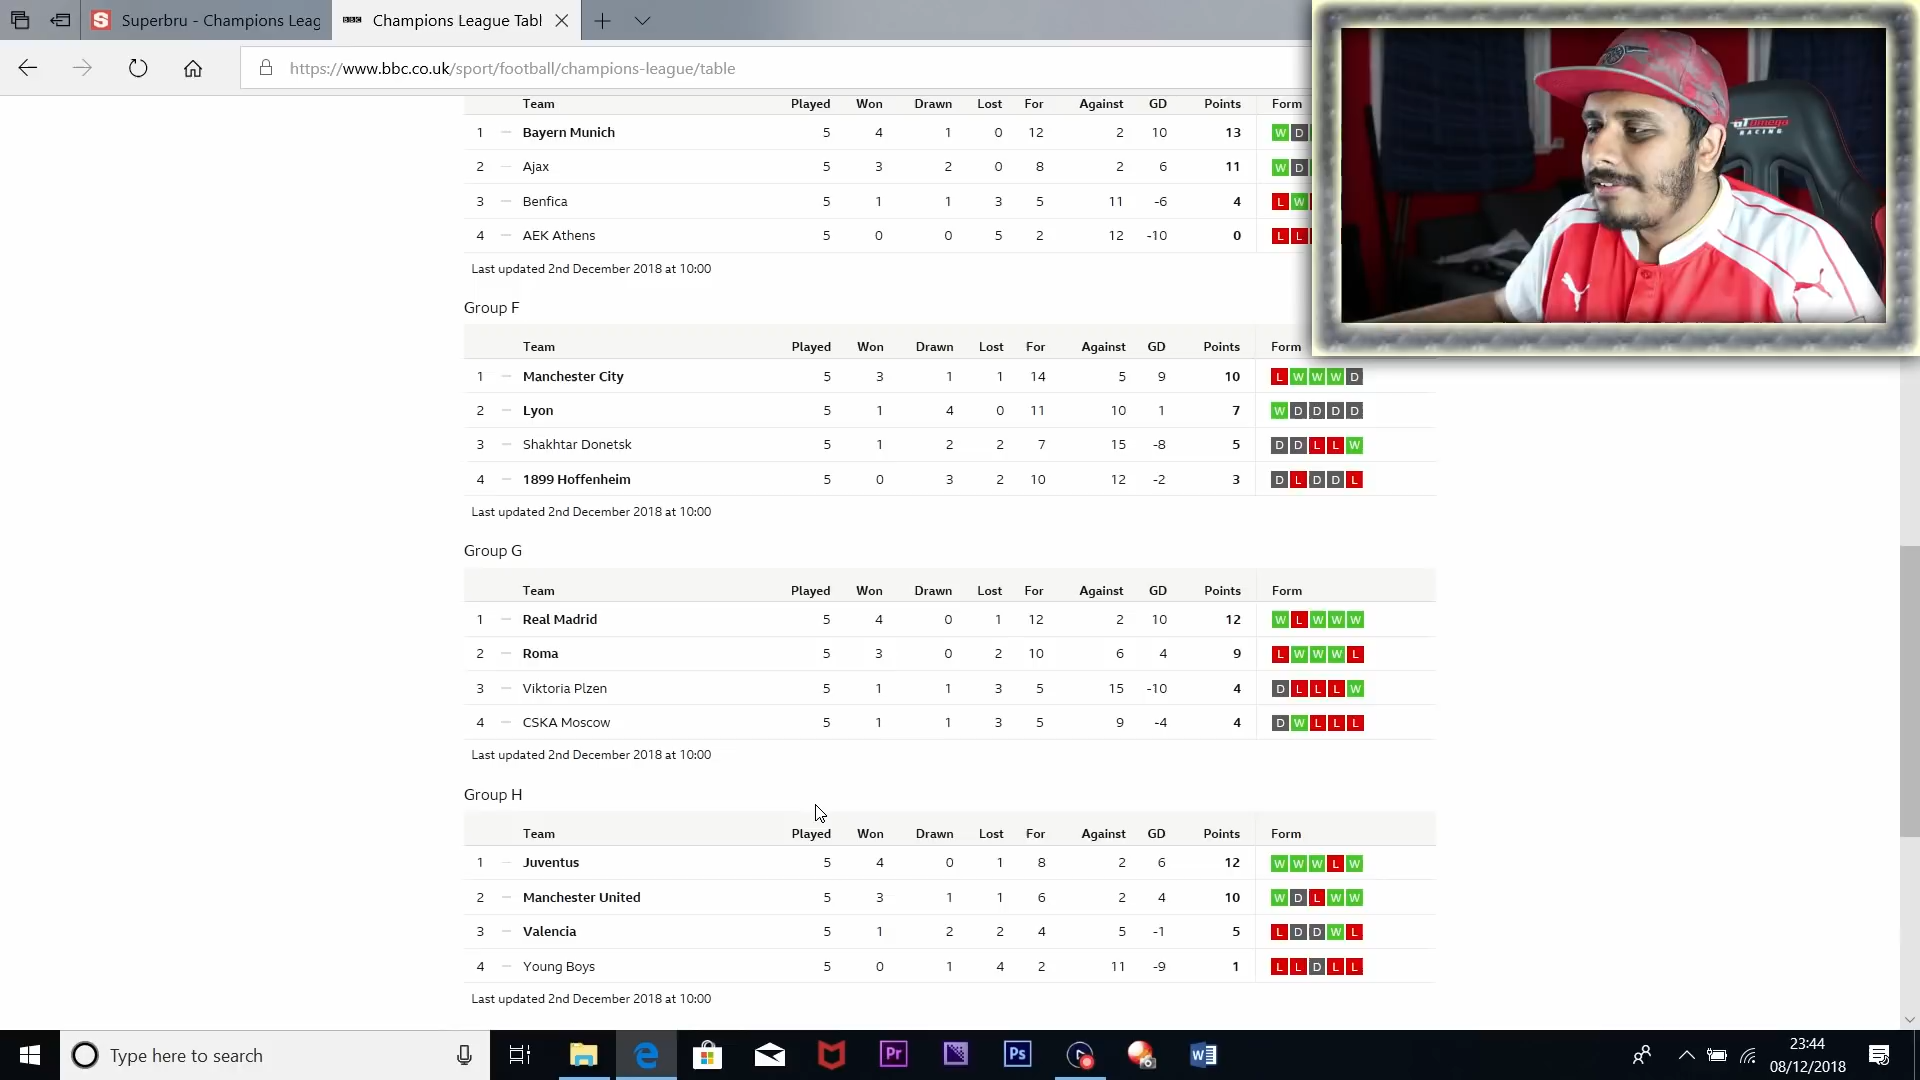 Superbru - Champions Leag
BBC Champions League Tabl
https://www.bbc.co.uk/sport/football/champions-league/table
Team Played Won Drawn Lost For Against GD Points Form
1 Bayern Munich 5 4 1 0 12 2 10 13 W D
2 Ajax 5 3 2 0 8 2 6 11 W D
3 Benfica 5 1 1 3 5 11 -6 4 L W
4 AEK Athens 5 0 0 5 2 12 -10 0 L L
Last updated 2nd December 2018 at 10:00
Group F
Team Played Won Drawn Lost For Against GD Points Form
1 Manchester City 5 3 1 1 14 5 9 10 L W W W D
2 Lyon 5 1 4 0 11 10 1 7 W D D D D
3 Shakhtar Donetsk 5 1 2 2 7 15 -8 5 D D L L W
4 1899 Hoffenheim 5 0 3 2 10 12 -2 3 D L D D L
Last updated 2nd December 2018 at 10:00
Group G
Team Played Won Drawn Lost For Against GD Points Form
1 Real Madrid 5 4 0 1 12 2 10 12 W L W W W
2 Roma 5 3 0 2 10 6 4 9 L W W W L
3 Viktoria Plzen 5 1 1 3 5 15 -10 4 D L L L W
4 CSKA Moscow 5 1 1 3 5 9 -4 4 D W L L L
Last updated 2nd December 2018 at 10:00
Group H
Team Played Won Drawn Lost For Against GD Points Form
1 Juventus 5 4 0 1 8 2 6 12 W W W L W
2 Manchester United 5 3 1 1 6 2 4 10 W D L W W
3 Valencia 5 1 2 2 4 5 -1 5 L D D W L
4 Young Boys 5 0 1 4 2 11 -9 1 L L D L L
Last updated 2nd December 2018 at 10:00
Type here to search
Pr
Ps
23:44
08/12/2018
RACING